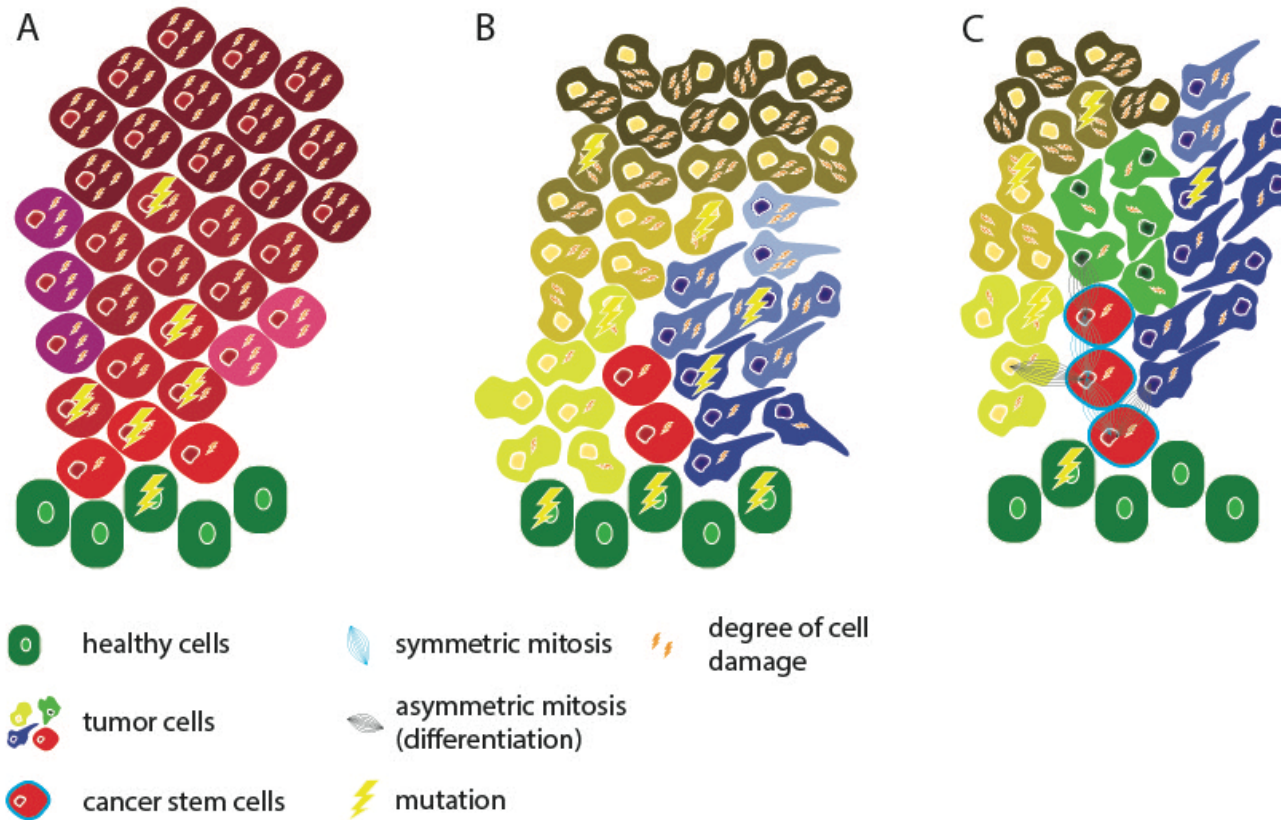 A
B
C
healthy cells
symmetric mitosis
degree of cell
damage
tumor cells
asymmetric mitosis
(differentiation)
cancer stem cells
mutation